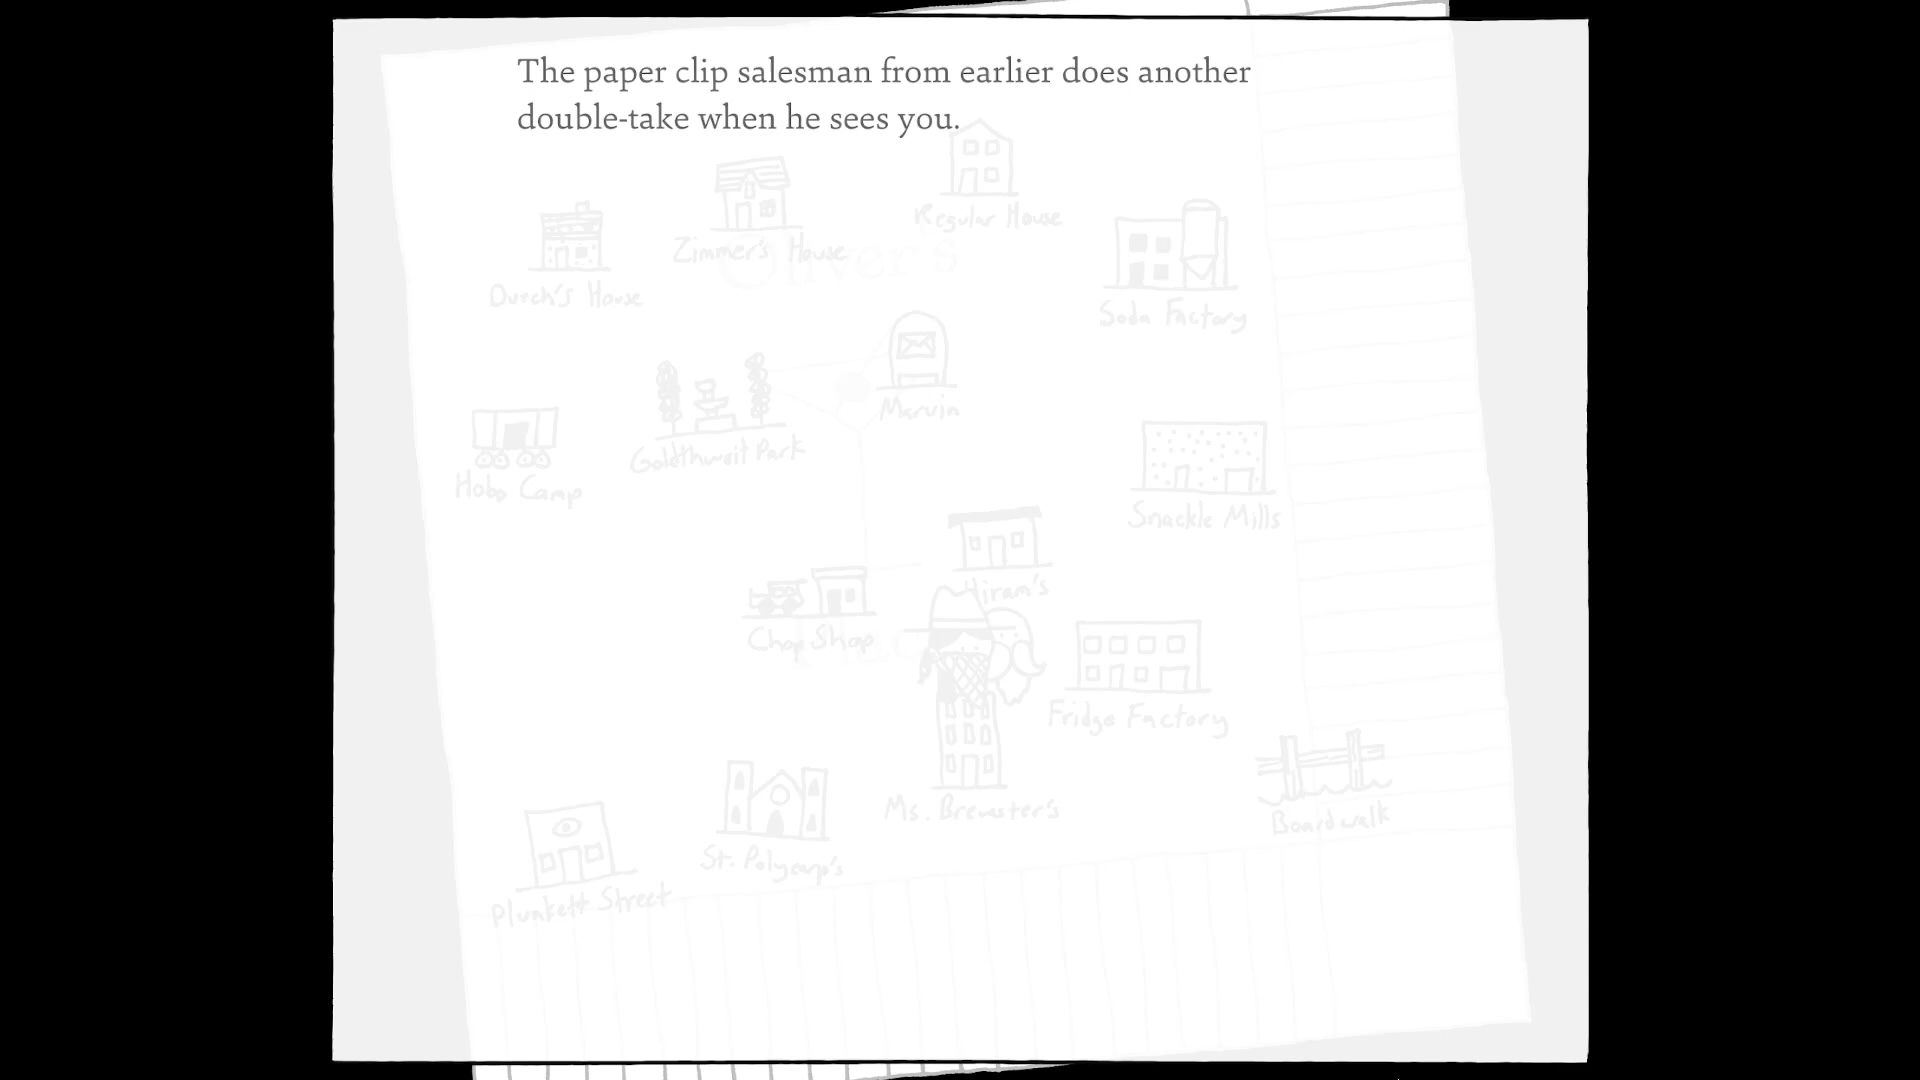 The paper clip salesman from earlier does another
double-take when he sees you.
Regular House
Zimmer's House
Oliver's
Durch's House
Soda Factory
Marvin
Goldthwait Park
Hobo Camp
Snackle Mills
Hiram's
Chop Shop
Fridge Factory
Ms. Brewster's
Boardwalk
St. Polycarp's
Plunkett Street